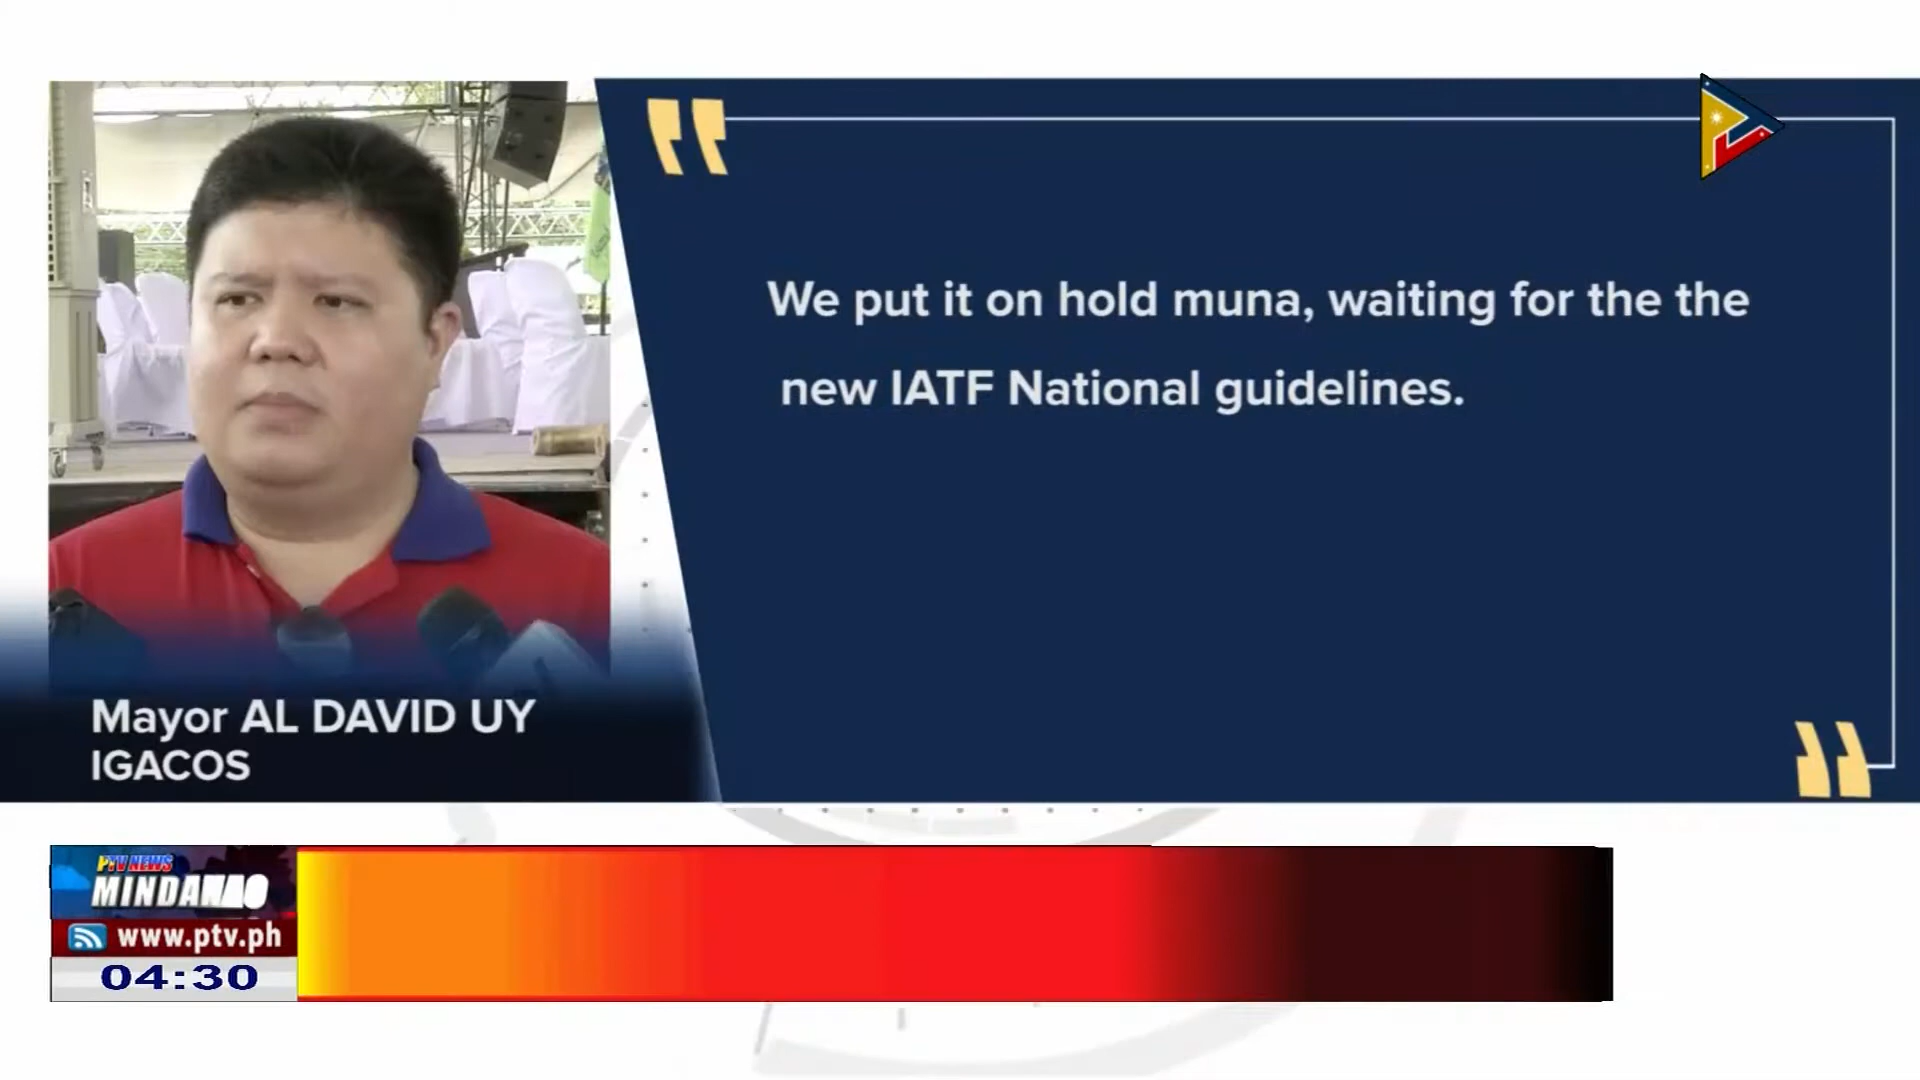 We put it on hold muna, waiting for the the
new IATF National guidelines.
Mayor AL DAVID UY
IGACOS
PTV NEWS
MINDANAO
www.ptv.ph
04:30